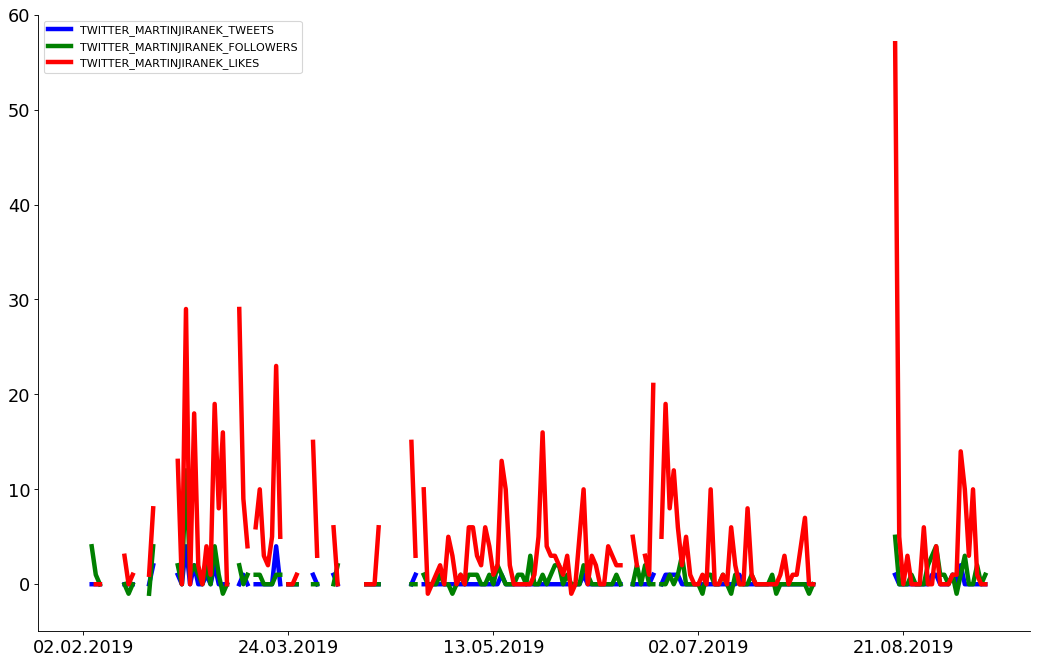 60
TWITTER_MARTINJIRANEK_TWEETS
TWITTER_MARTINJIRANEK_FOLLOWERS
TWITTER_MARTINJIRANEK_LIKES
50
40
30
20
10
0
02.02.2019 24.03.2019 13.05.2019 02.07.2019 21.08.2019